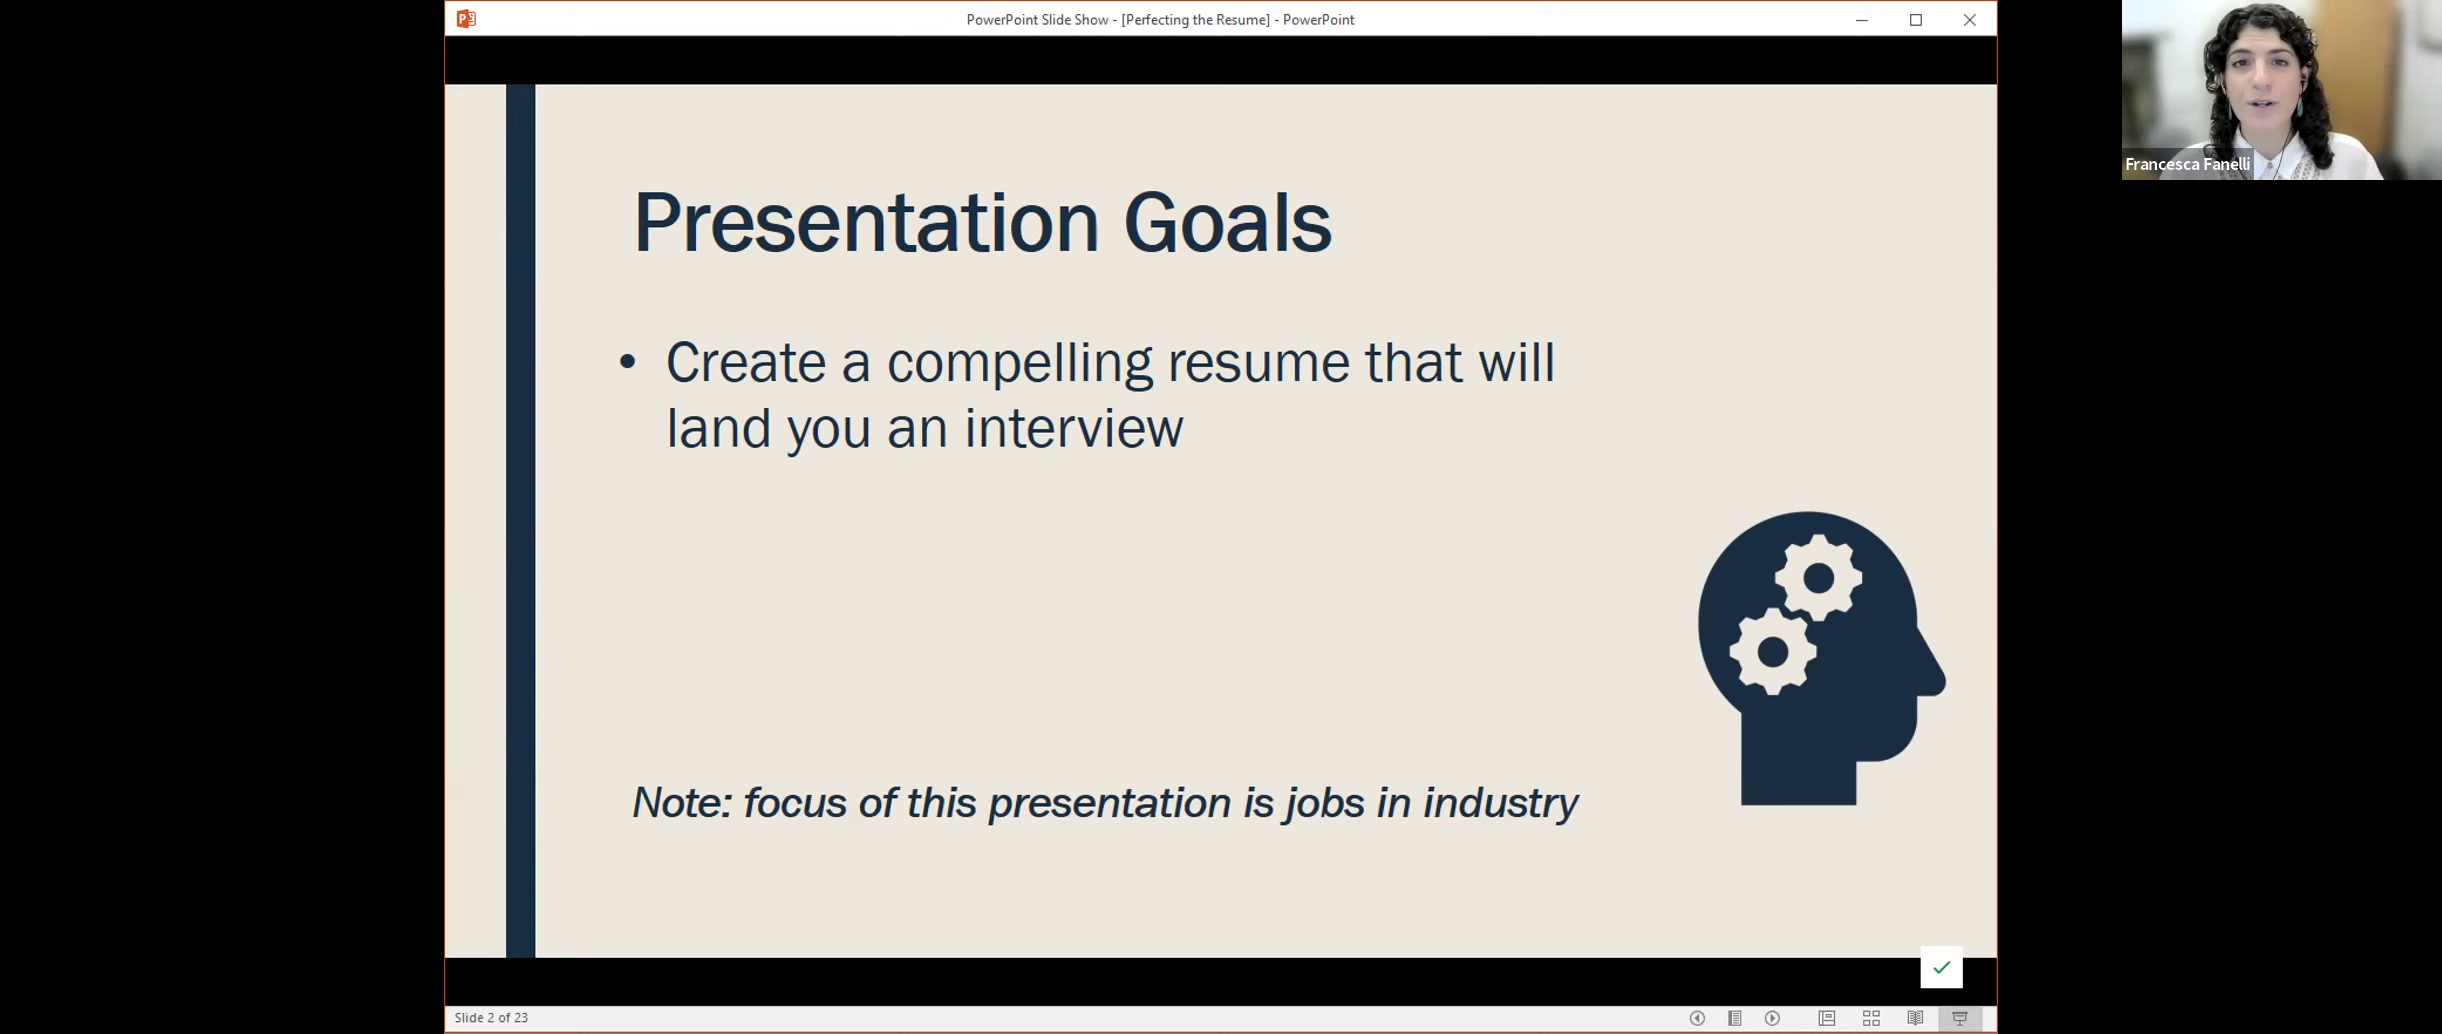 PowerPoint Slide Show - [Perfecting the Resume] - PowerPoint
Francesca Fanelli
Presentation Goals
• Create a compelling resume that will
land you an interview
Note: focus of this presentation is jobs in industry
Slide 2 of 23